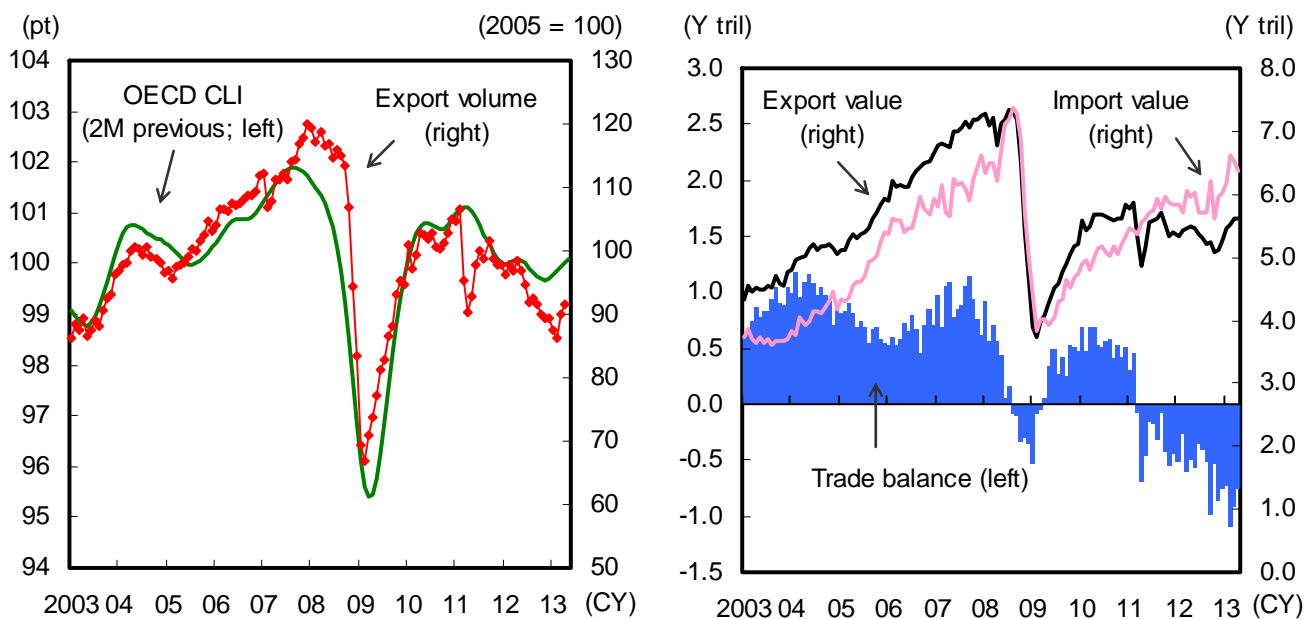 (pt)
(2005 = 100)
104
103
102
101
100
99
98
97
96
95
94
130
120
110
100
90
80
70
60
50
OECD CLI
(2M previous; left)
Export volume
(right)
2003 04 05 06 07 08 09 10 11 12 13 (CY)
(Y tril)
(Y tril)
3.0
2.5
2.0
1.5
1.0
0.5
0.0
-0.5
-1.0
-1.5
8.0
7.0
6.0
5.0
4.0
3.0
2.0
1.0
0.0
Export value
(right)
Import value
(right)
Trade balance (left)
2003 04 05 06 07 08 09 10 11 12 13 (CY)